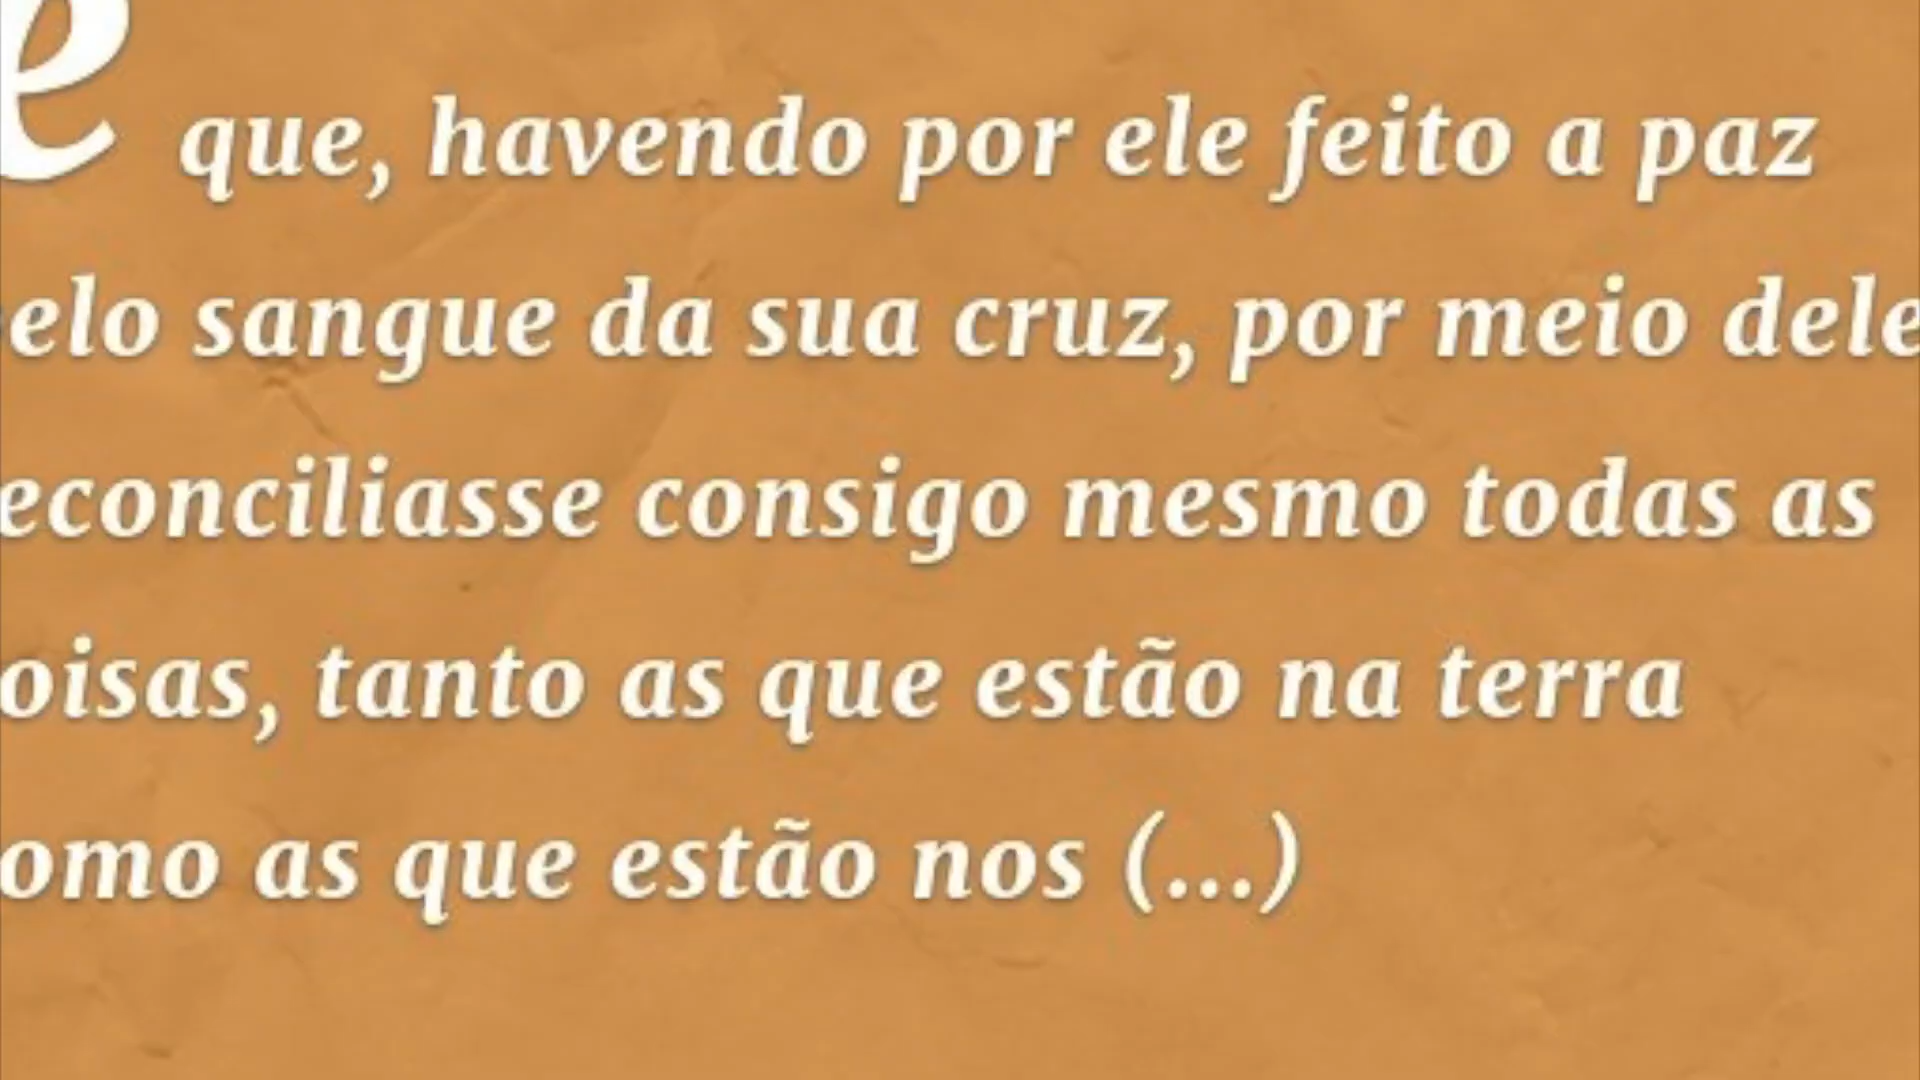 e que, havendo por ele feito a paz
elo sangue da sua cruz, por meio dele
econciliasse consigo mesmo todas as
oisas, tanto as que estão na terra
omo as que estão nos (...)